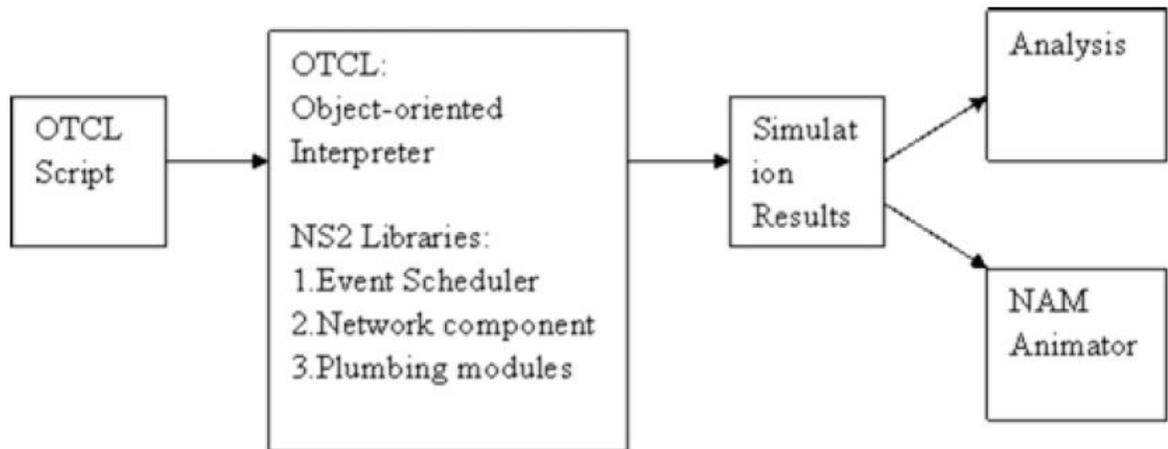 OTCL
Script
OTCL:
Object-oriented
Interpreter
NS2 Libraries:
1.Event Scheduler
2.Network component
3.Plumbing modules
Simulat
ion
Results
Analysis
NAM
Animator